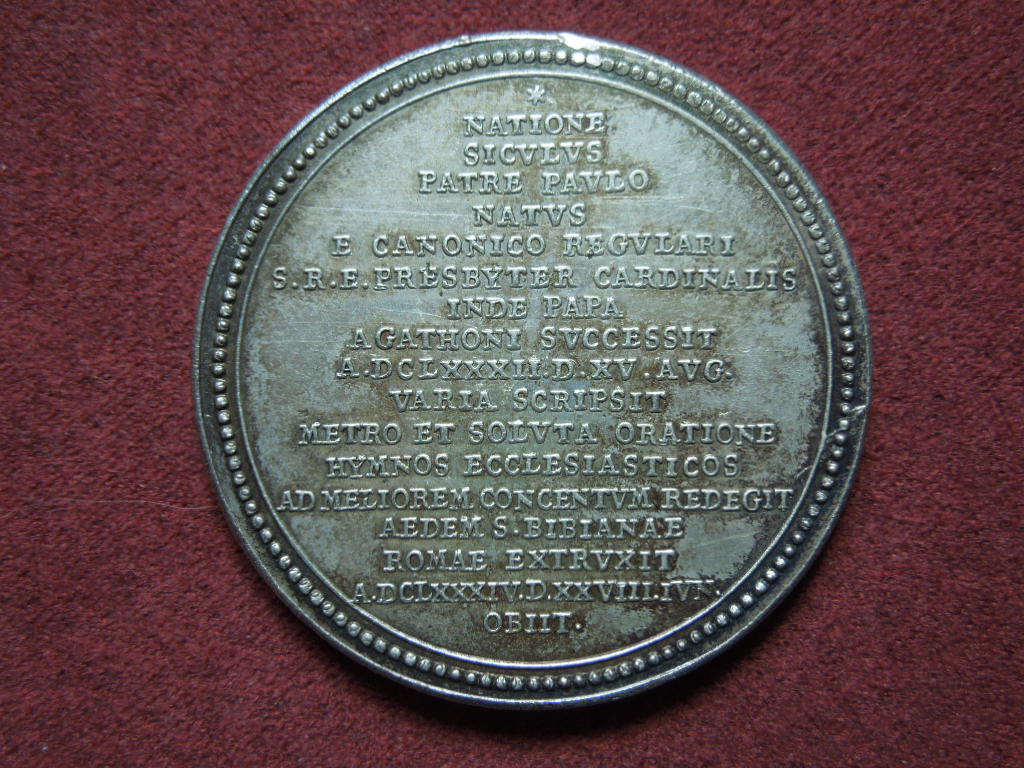 *
NATIONE
SICVLVS
PATRE PAVLO
NATVS
E CANONICO REGVLARI
S.R.E.PRESBYTER CARDINALIS
INDE PAPA
AGATHONI SVCCESSIT
A.DCLXXXII.D.XV.AVG.
VARIA SCRIPSIT
METRO ET SOLVTA ORATIONE
HYMNOS ECCLESIASTICOS
AD MELIOREM CONCENTVM REDEGIT
AEDEM S.BIBIANAE
ROMAE EXTRVXIT
A.DCLXXXIV.D.XXVIII.IVN.
OBIIT.